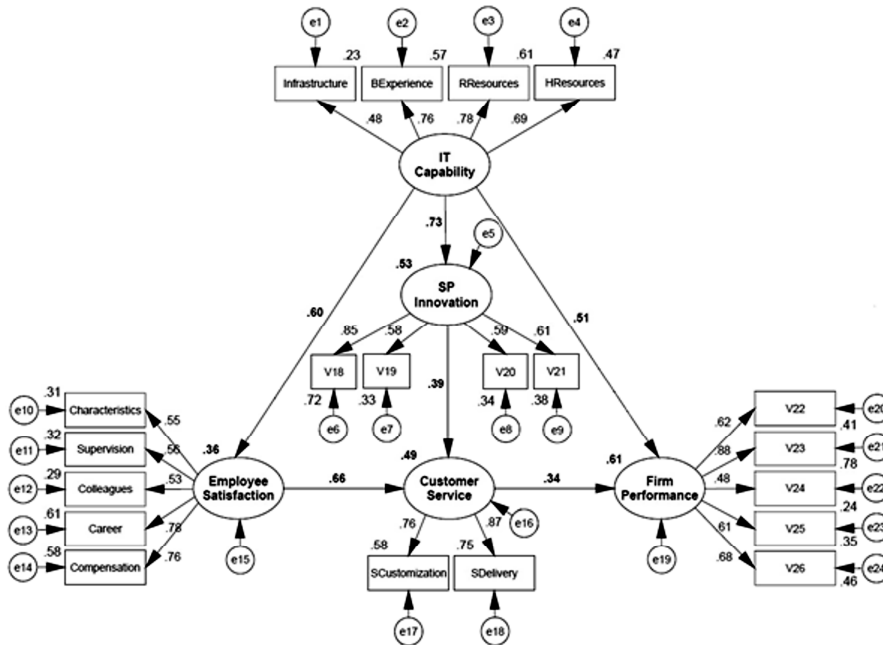 e1 e2 e3 e4
.23 .57 .61 .47
Infrastructure BExperience RResources HResources
.48 .76 .78 .69
IT
Capability
.73
e5
.53
SP
Innovation
.60
.51
.85 .58 .59 .61
V18 V19 V20 V21
.39
.72 .33 .34 .38
e6 e7 e8 e9
.31
e10 Characteristics
.55
.32
e11 Supervision
.56
.29
e12 Colleagues
.53
.61
e13 Career
.78
.58
e14 Compensation
.76
.36
Employee
Satisfaction
e15
.66
.49
Customer
Service
e16
.34
.76 .87
.58 .75
SCustomization SDelivery
e17 e18
.61
Firm
Performance
e19
.62
V22
e20
.41
.88
V23
e21
.78
.48
V24
e22
.24
.61
V25
e23
.35
.68
V26
e24
.46